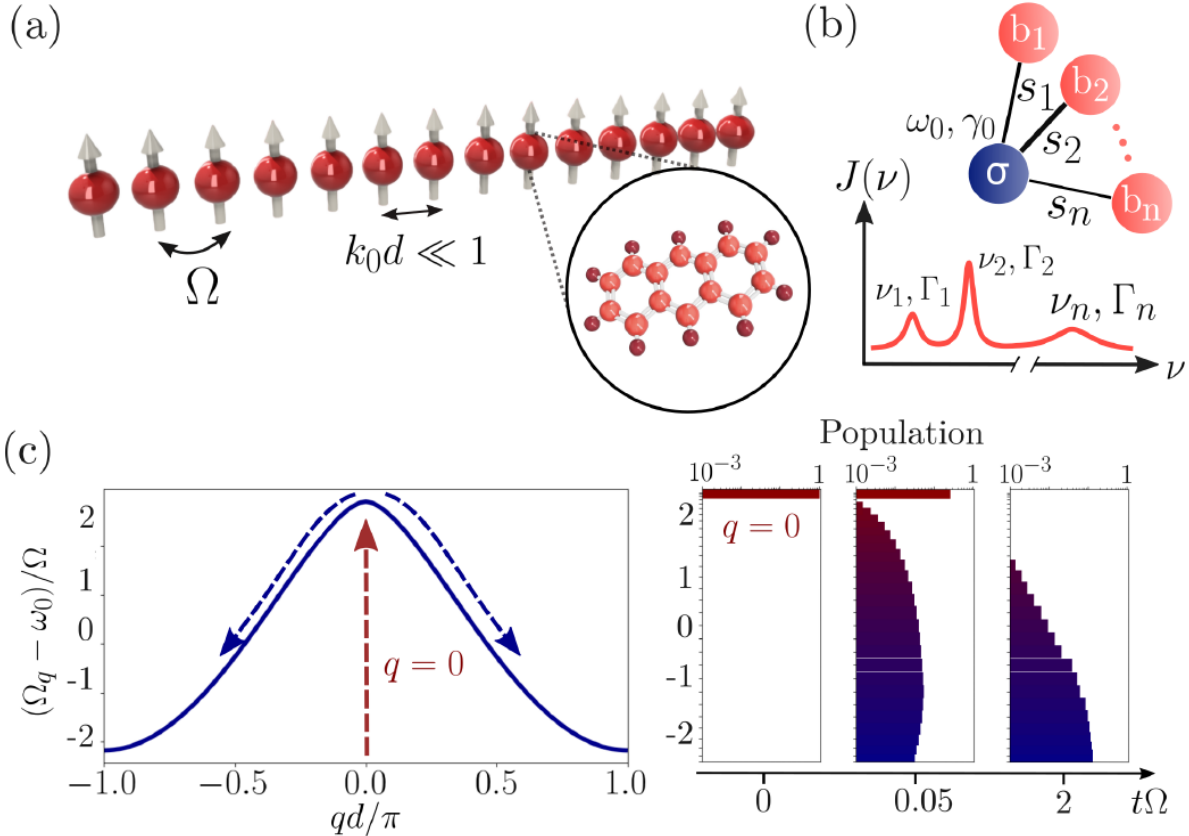 (a)
Ω
k₀d ≪ 1
(b)
b₁
b₂
bₙ
s₁
s₂
sₙ
ω₀, γ₀
σ
J(ν)
ν₁, Γ₁
ν₂, Γ₂
νₙ, Γₙ
ν
(c)
(Ω_q − ω₀)/Ω
2
1
0
-1
-2
q = 0
−1.0 −0.5 0.0 0.5 1.0
qd/π
Population
10⁻³ 1 10⁻³ 1 10⁻³ 1
q = 0
2
1
0
-1
-2
0 0.05 2 tΩ